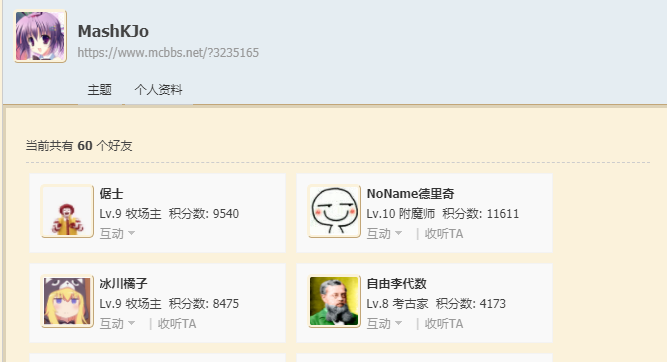 MashKJo
https://www.mcbbs.net/?3235165
主题 个人资料
当前共有 60 个好友
倨士
Lv.9 牧场主 积分数: 9540
互动
NoName德里奇
Lv.10 附魔师 积分数: 11611
互动 | 收听TA
冰川橘子
Lv.9 牧场主 积分数: 8475
互动 | 收听TA
自由李代数
Lv.8 考古家 积分数: 4173
互动 | 收听TA